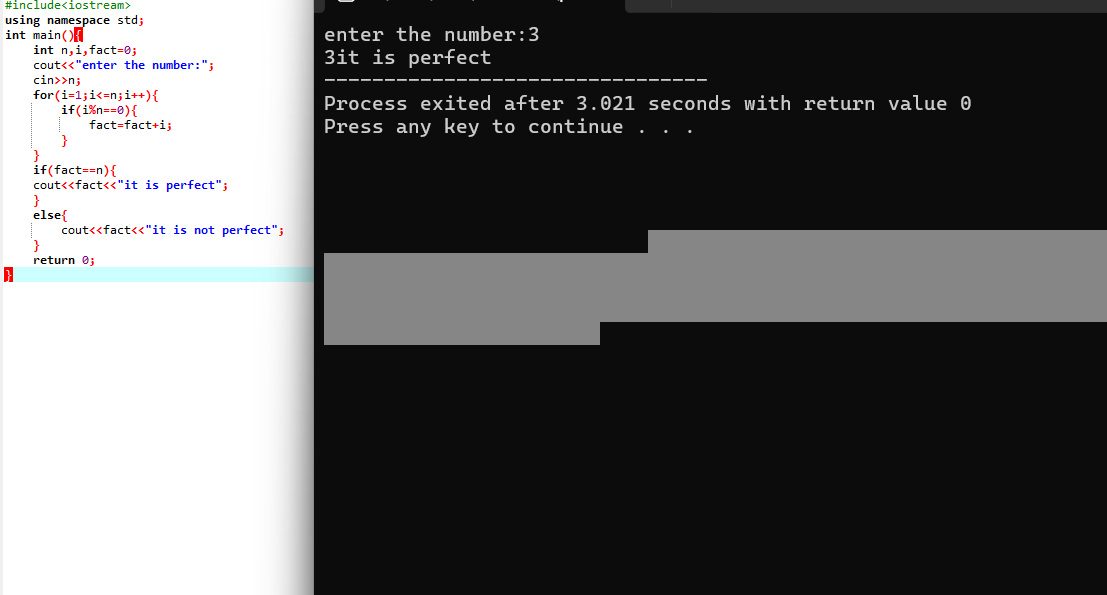 #include<iostream>
using namespace std;
int main(){
    int n,i,fact=0;
    cout<<"enter the number:";
    cin>>n;
    for(i=1;i<=n;i++){
        if(i%n==0){
            fact=fact+i;
        }
    }
    if(fact==n){
    cout<<fact<<"it is perfect";
    }
    else{
        cout<<fact<<"it is not perfect";
    }
    return 0;
}
enter the number:3
3it is perfect
--------------------------------
Process exited after 3.021 seconds with return value 0
Press any key to continue . . .